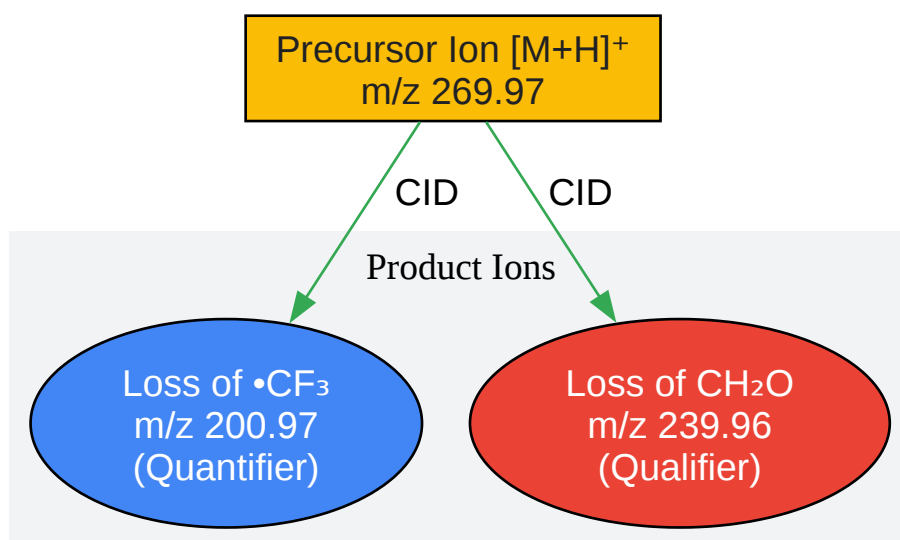 Precursor Ion [M+H]⁺
m/z 269.97
CID
CID
Product Ions
Loss of •CF₃
m/z 200.97
(Quantifier)
Loss of CH₂O
m/z 239.96
(Qualifier)